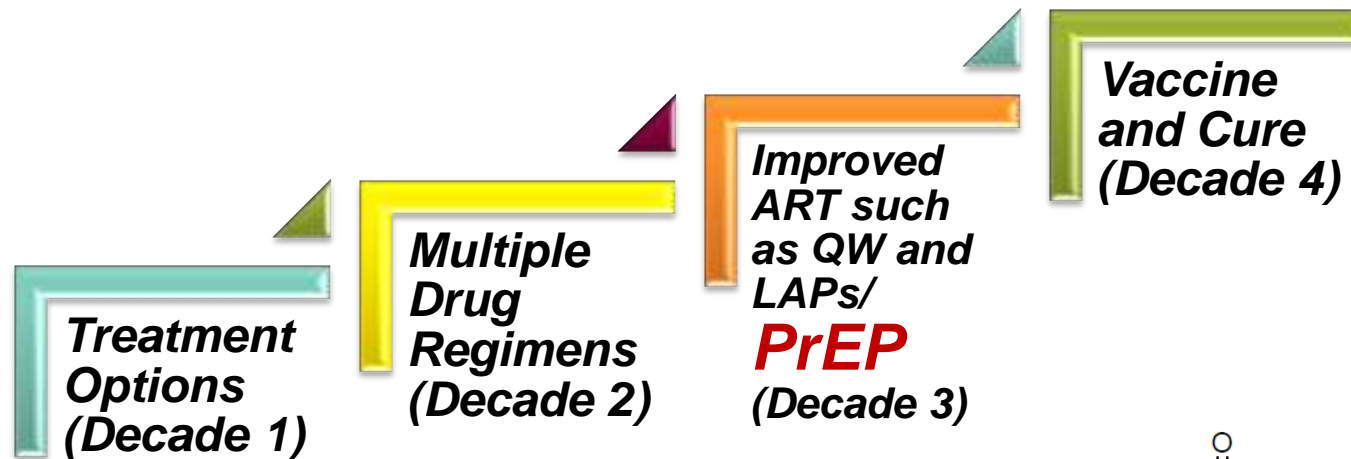 Treatment
Options
(Decade 1)
Multiple
Drug
Regimens
(Decade 2)
Improved
ART such
as QW and
LAPs/
PrEP
(Decade 3)
Vaccine
and Cure
(Decade 4)
O